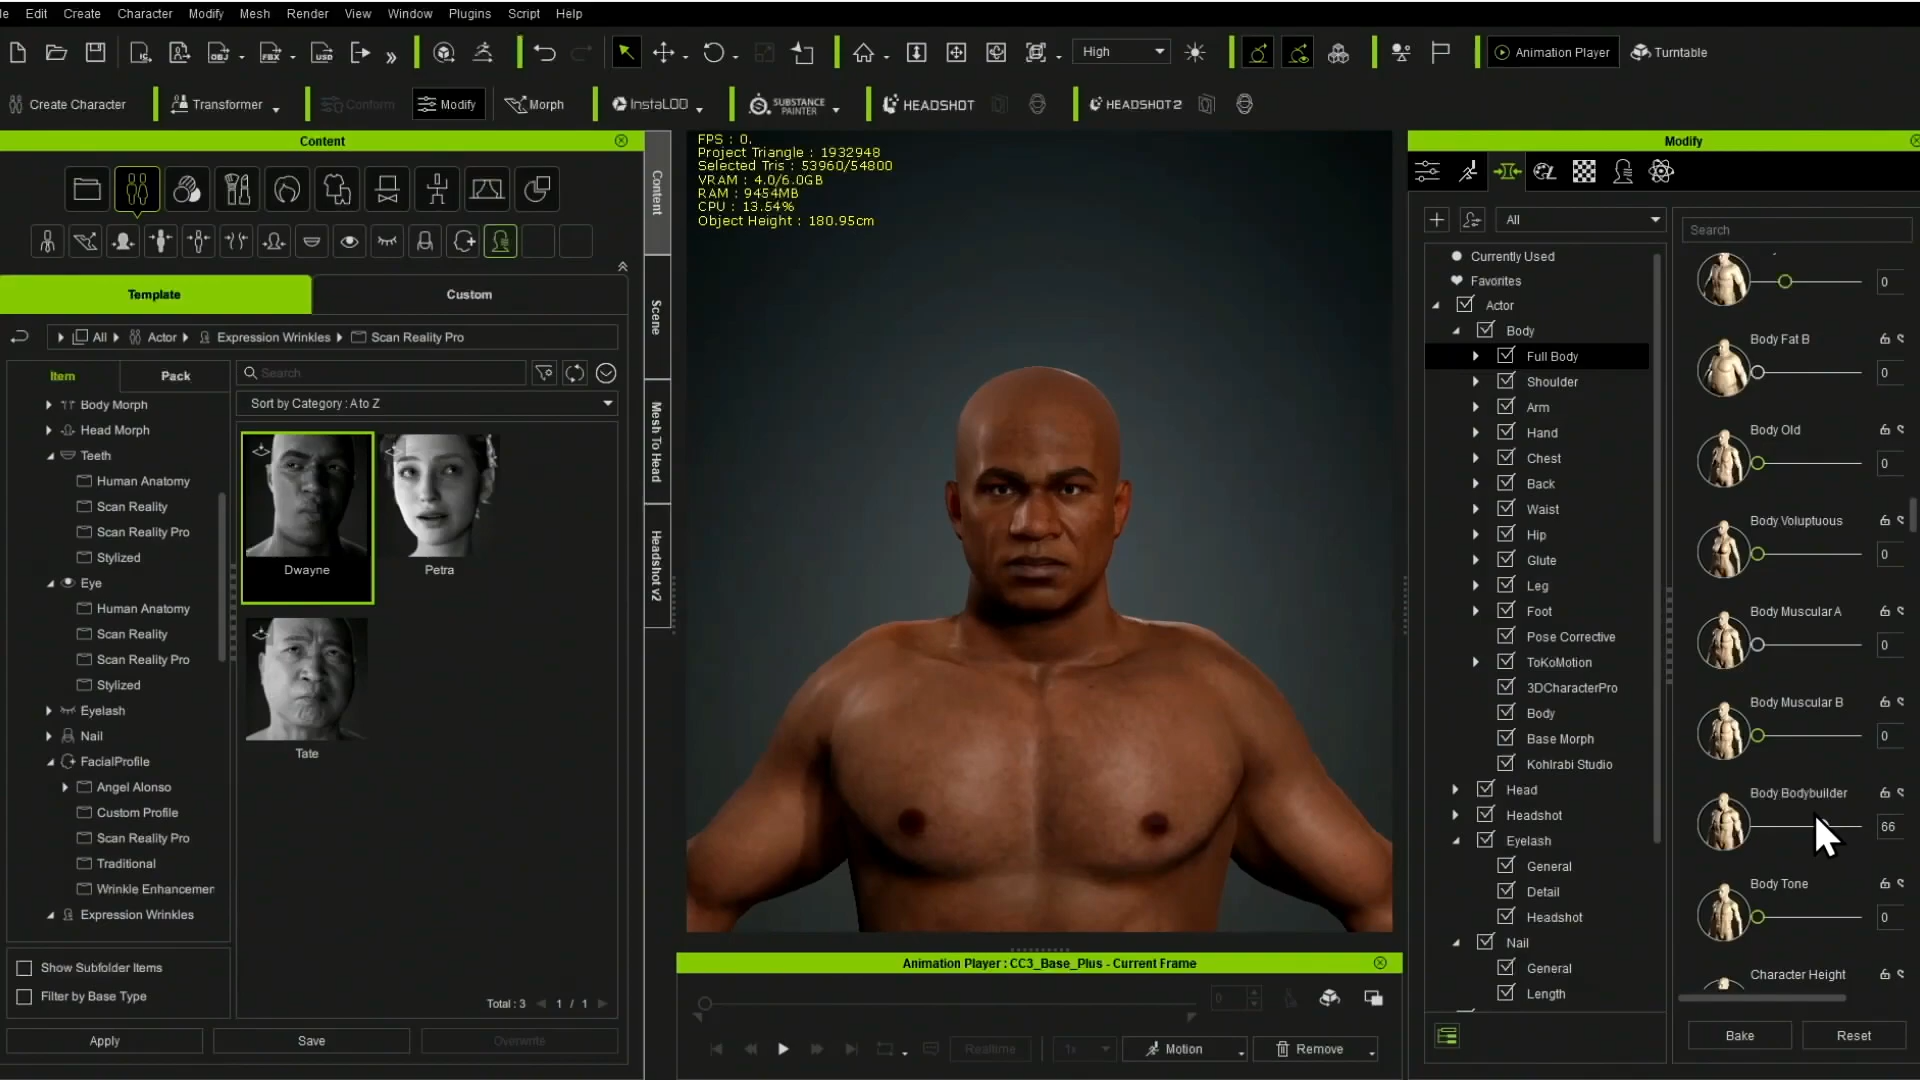 Edit Create Character Modify Mesh Render View Window Plugins Script Help
High
Animation Player
Turntable
Create Character
Transformer
Conform
Modify
Morph
InstaLOD
SUBSTANCE PAINTER
HEADSHOT
HEADSHOT 2
Content
Template
Custom
All
Actor
Expression Wrinkles
Scan Reality Pro
Item
Pack
Search
Sort by Category : A to Z
Body Morph
Head Morph
Teeth
Human Anatomy
Scan Reality
Scan Reality Pro
Stylized
Eye
Human Anatomy
Scan Reality
Scan Reality Pro
Stylized
Eyelash
Nail
FacialProfile
Angel Alonso
Custom Profile
Scan Reality Pro
Traditional
Wrinkle Enhancemer
Expression Wrinkles
Dwayne
Petra
Tate
Show Subfolder Items
Filter by Base Type
Total : 3
1 / 1
Apply
Save
Overwrite
Content
Scene
Mesh To Head
Headshot v2
FPS : 0.
Project Triangle : 1932948
Selected Tris : 53960/54800
VRAM : 4.0/6.0GB
RAM : 9454MB
CPU : 13.54%
Object Height : 180.95cm
Animation Player : CC3_Base_Plus - Current Frame
0
Realtime
1x
Motion
Remove
Modify
All
Search
Currently Used
Favorites
Actor
Body
Full Body
Shoulder
Arm
Hand
Chest
Back
Waist
Hip
Glute
Leg
Foot
Pose Corrective
ToKoMotion
3DCharacterPro
Body
Base Morph
Kohlrabi Studio
Head
Headshot
Eyelash
General
Detail
Headshot
Nail
General
Length
0
Body Fat B
0
Body Old
0
Body Voluptuous
0
Body Muscular A
0
Body Muscular B
0
Body Bodybuilder
66
Body Tone
0
Character Height
Bake
Reset